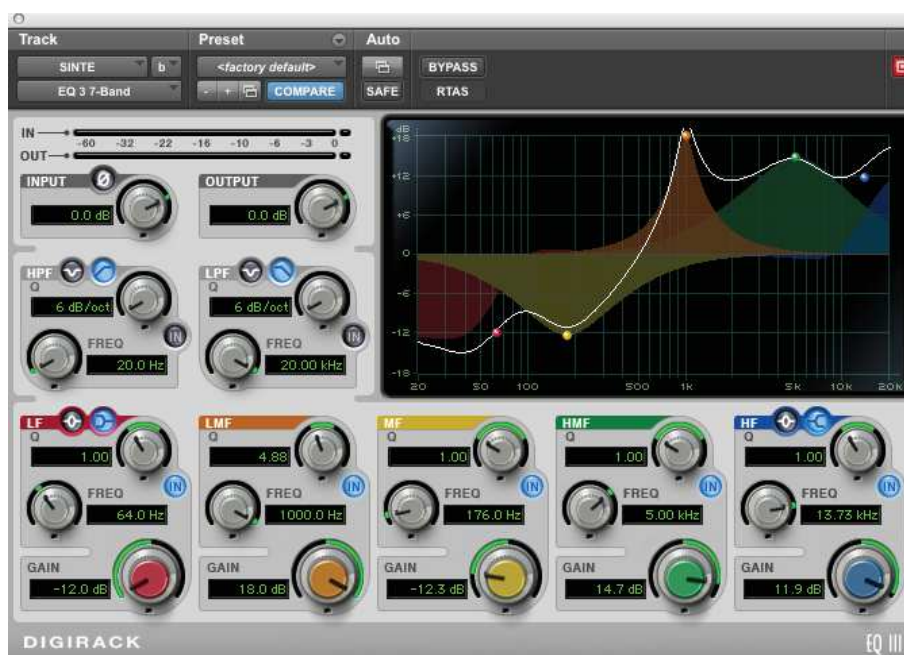 Track Preset Auto
SINTE b <factory default>
BYPASS
EQ 3 7-Band - + COMPARE SAFE RTAS
IN
-60 -32 -22 -16 -10 -6 -3 0
OUT
INPUT Ø OUTPUT
0.0 dB 0.0 dB
HPF LPF
Q Q
6 dB/oct 6 dB/oct
IN IN
FREQ FREQ
20.0 Hz 20.00 kHz
dB
+18
+12
+6
0
-6
-12
-18
20 50 100 500 1k 5k 10k 20k
LF LMF MF HMF HF
Q Q Q Q Q
1.00 4.88 1.00 1.00 1.00
IN IN IN IN IN
FREQ FREQ FREQ FREQ FREQ
64.0 Hz 1000.0 Hz 176.0 Hz 5.00 kHz 13.73 kHz
GAIN GAIN GAIN GAIN GAIN
-12.0 dB 18.0 dB -12.3 dB 14.7 dB 11.9 dB
DIGIRACK EQ III